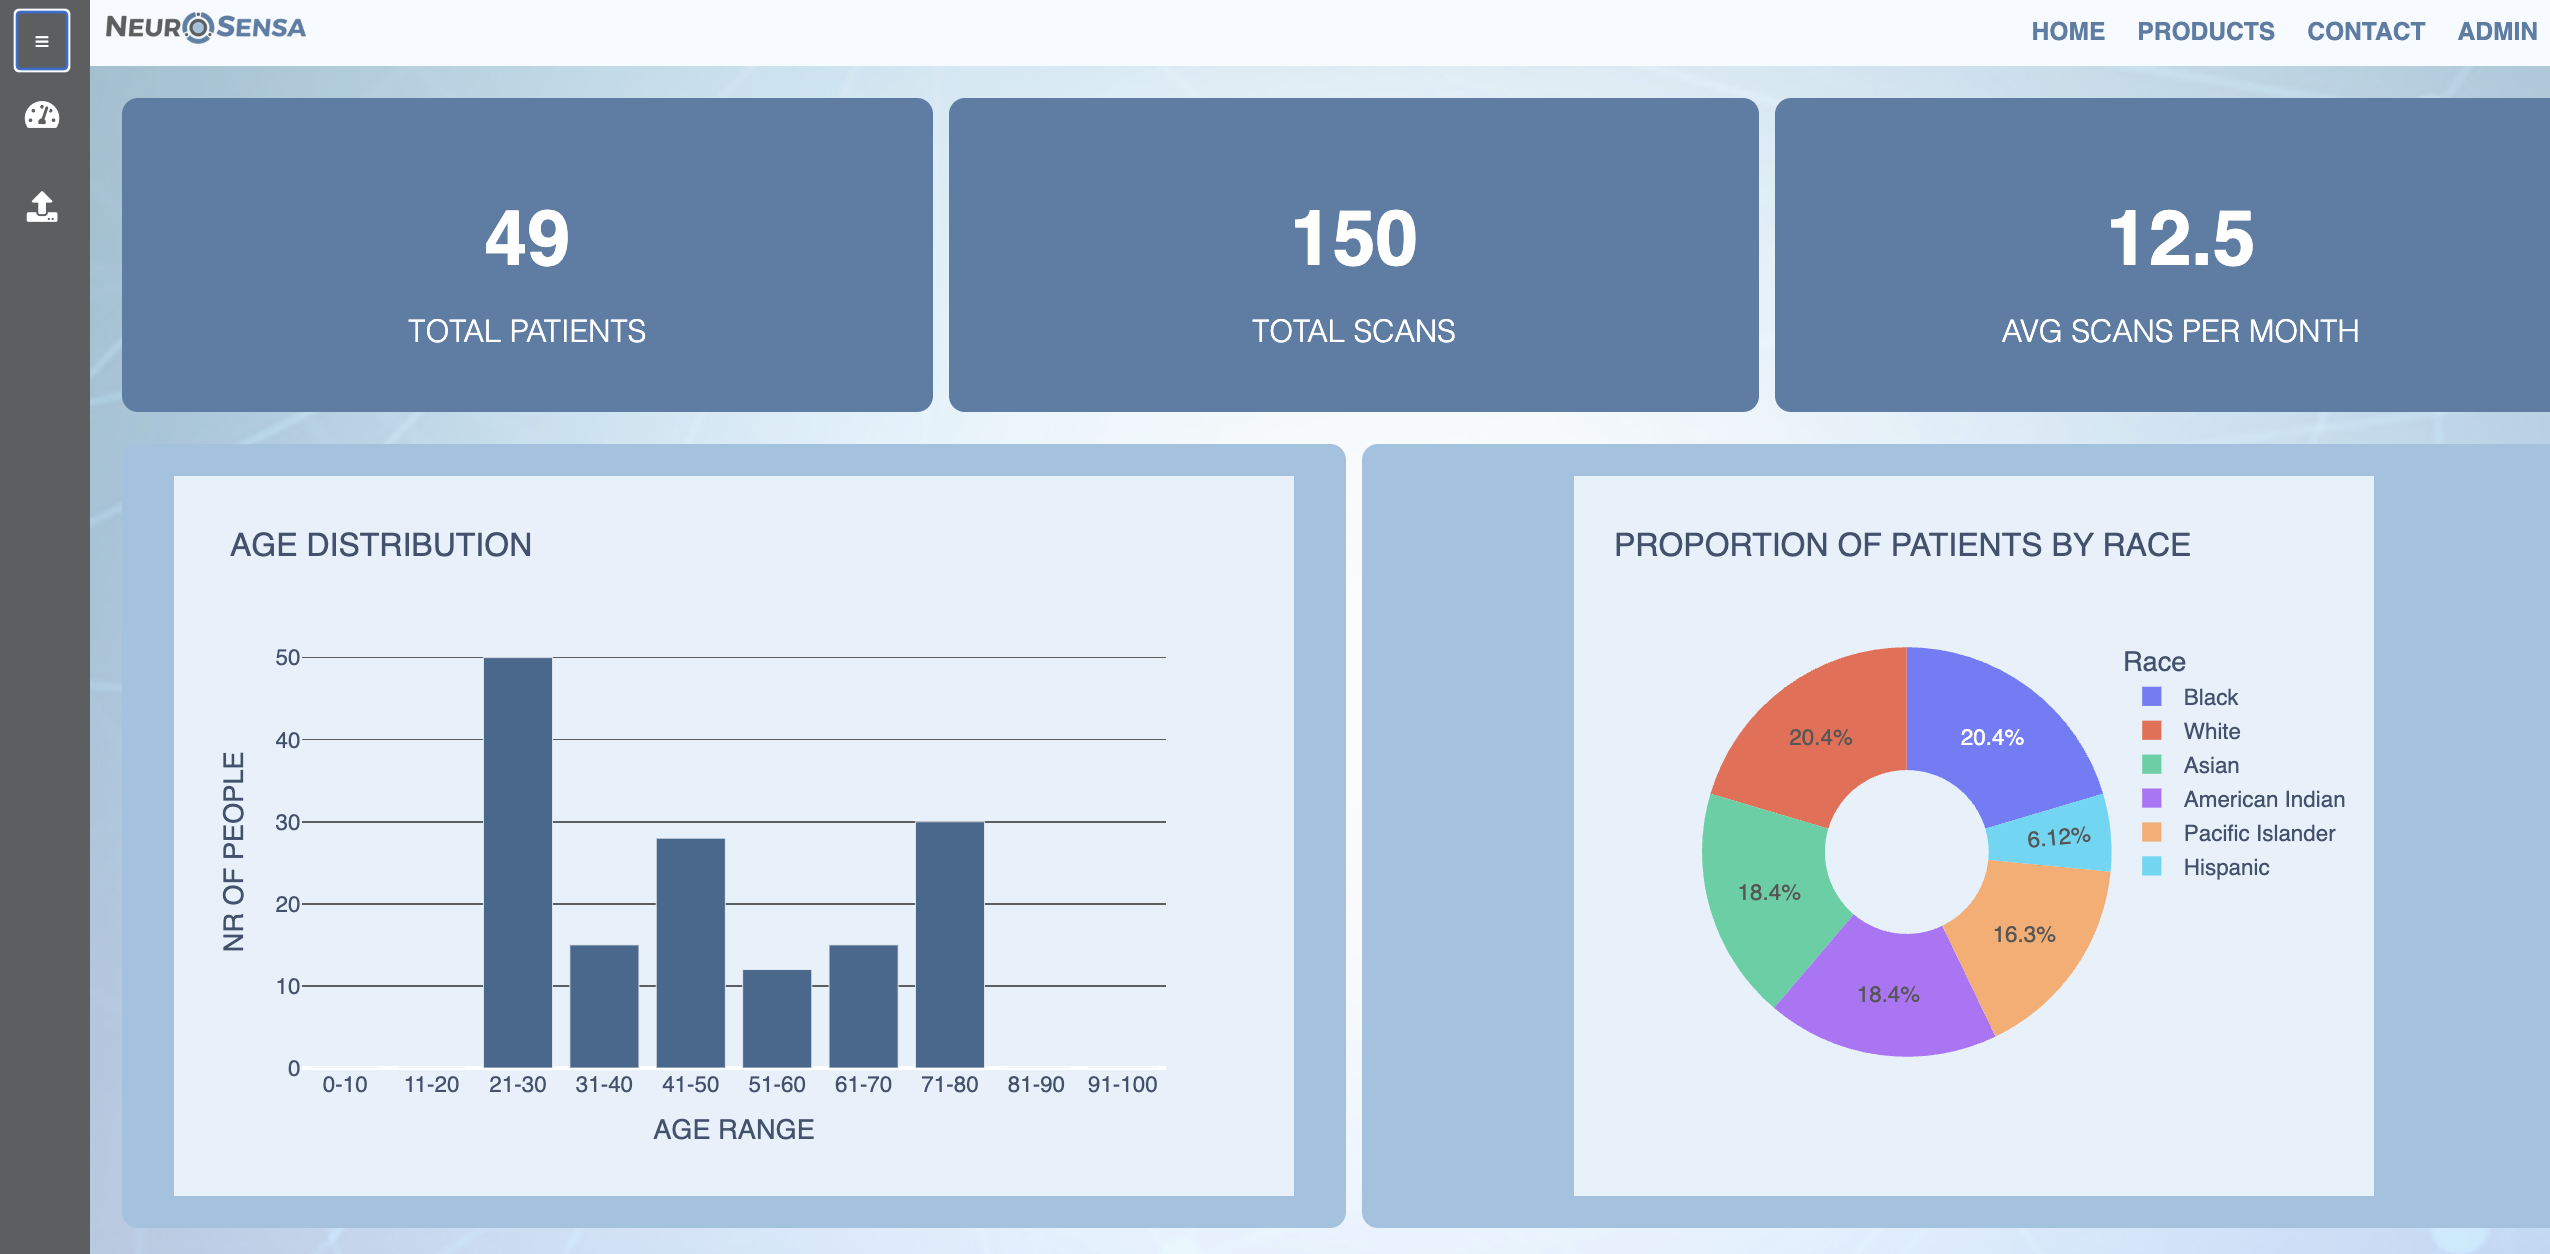 NEUROSENSA
HOME PRODUCTS CONTACT ADMIN
49
TOTAL PATIENTS
150
TOTAL SCANS
12.5
AVG SCANS PER MONTH
AGE DISTRIBUTION
NR OF PEOPLE
50
40
30
20
10
0
0-10 11-20 21-30 31-40 41-50 51-60 61-70 71-80 81-90 91-100
AGE RANGE
PROPORTION OF PATIENTS BY RACE
20.4%
20.4%
6.12%
18.4%
16.3%
18.4%
Race
Black
White
Asian
American Indian
Pacific Islander
Hispanic